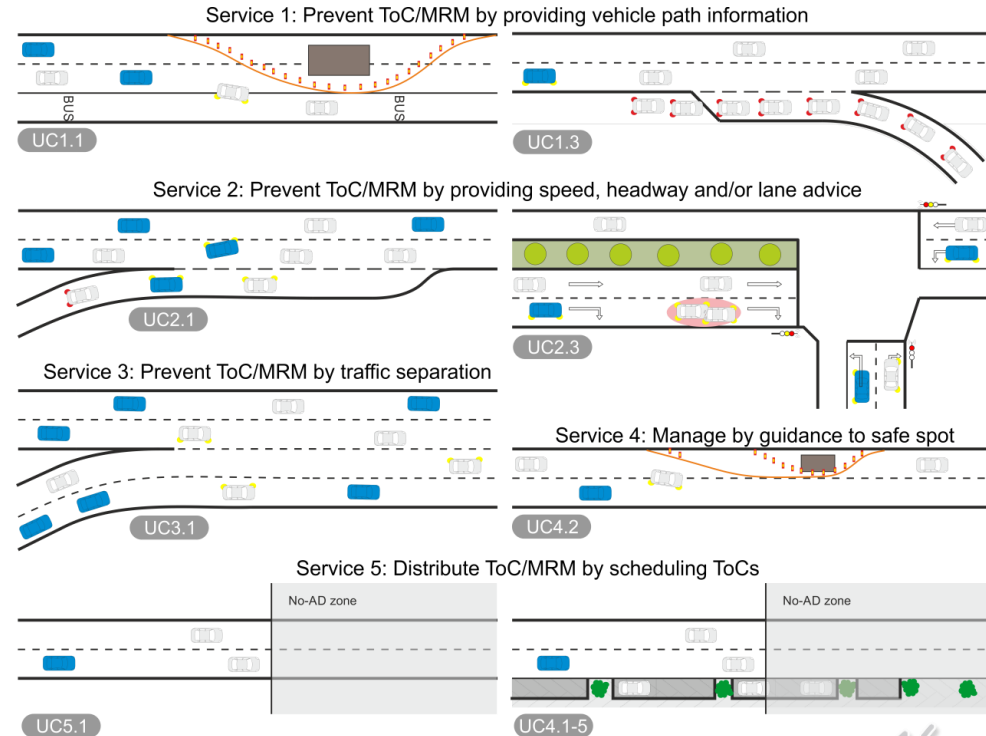 Service 1: Prevent ToC/MRM by providing vehicle path information
BUS
BUS
UC1.1
UC1.3
Service 2: Prevent ToC/MRM by providing speed, headway and/or lane advice
UC2.1
UC2.3
Service 3: Prevent ToC/MRM by traffic separation
Service 4: Manage by guidance to safe spot
UC3.1
UC4.2
Service 5: Distribute ToC/MRM by scheduling ToCs
No-AD zone
No-AD zone
UC5.1
UC4.1-5